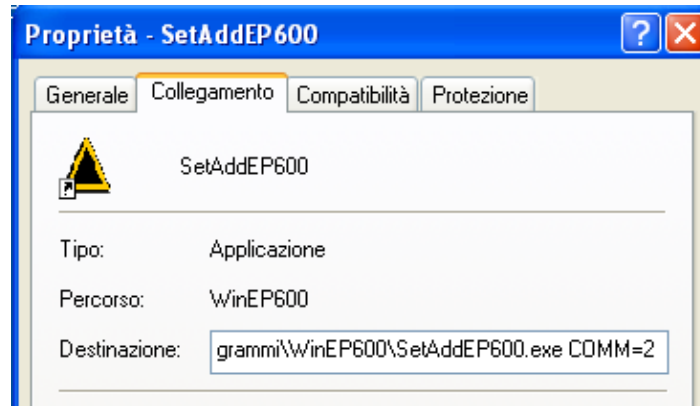 Proprietà - SetAddEP600
Generale Collegamento Compatibilità Protezione
SetAddEP600
Tipo: Applicazione
Percorso: WinEP600
Destinazione: grammi\WinEP600\SetAddEP600.exe COMM=2